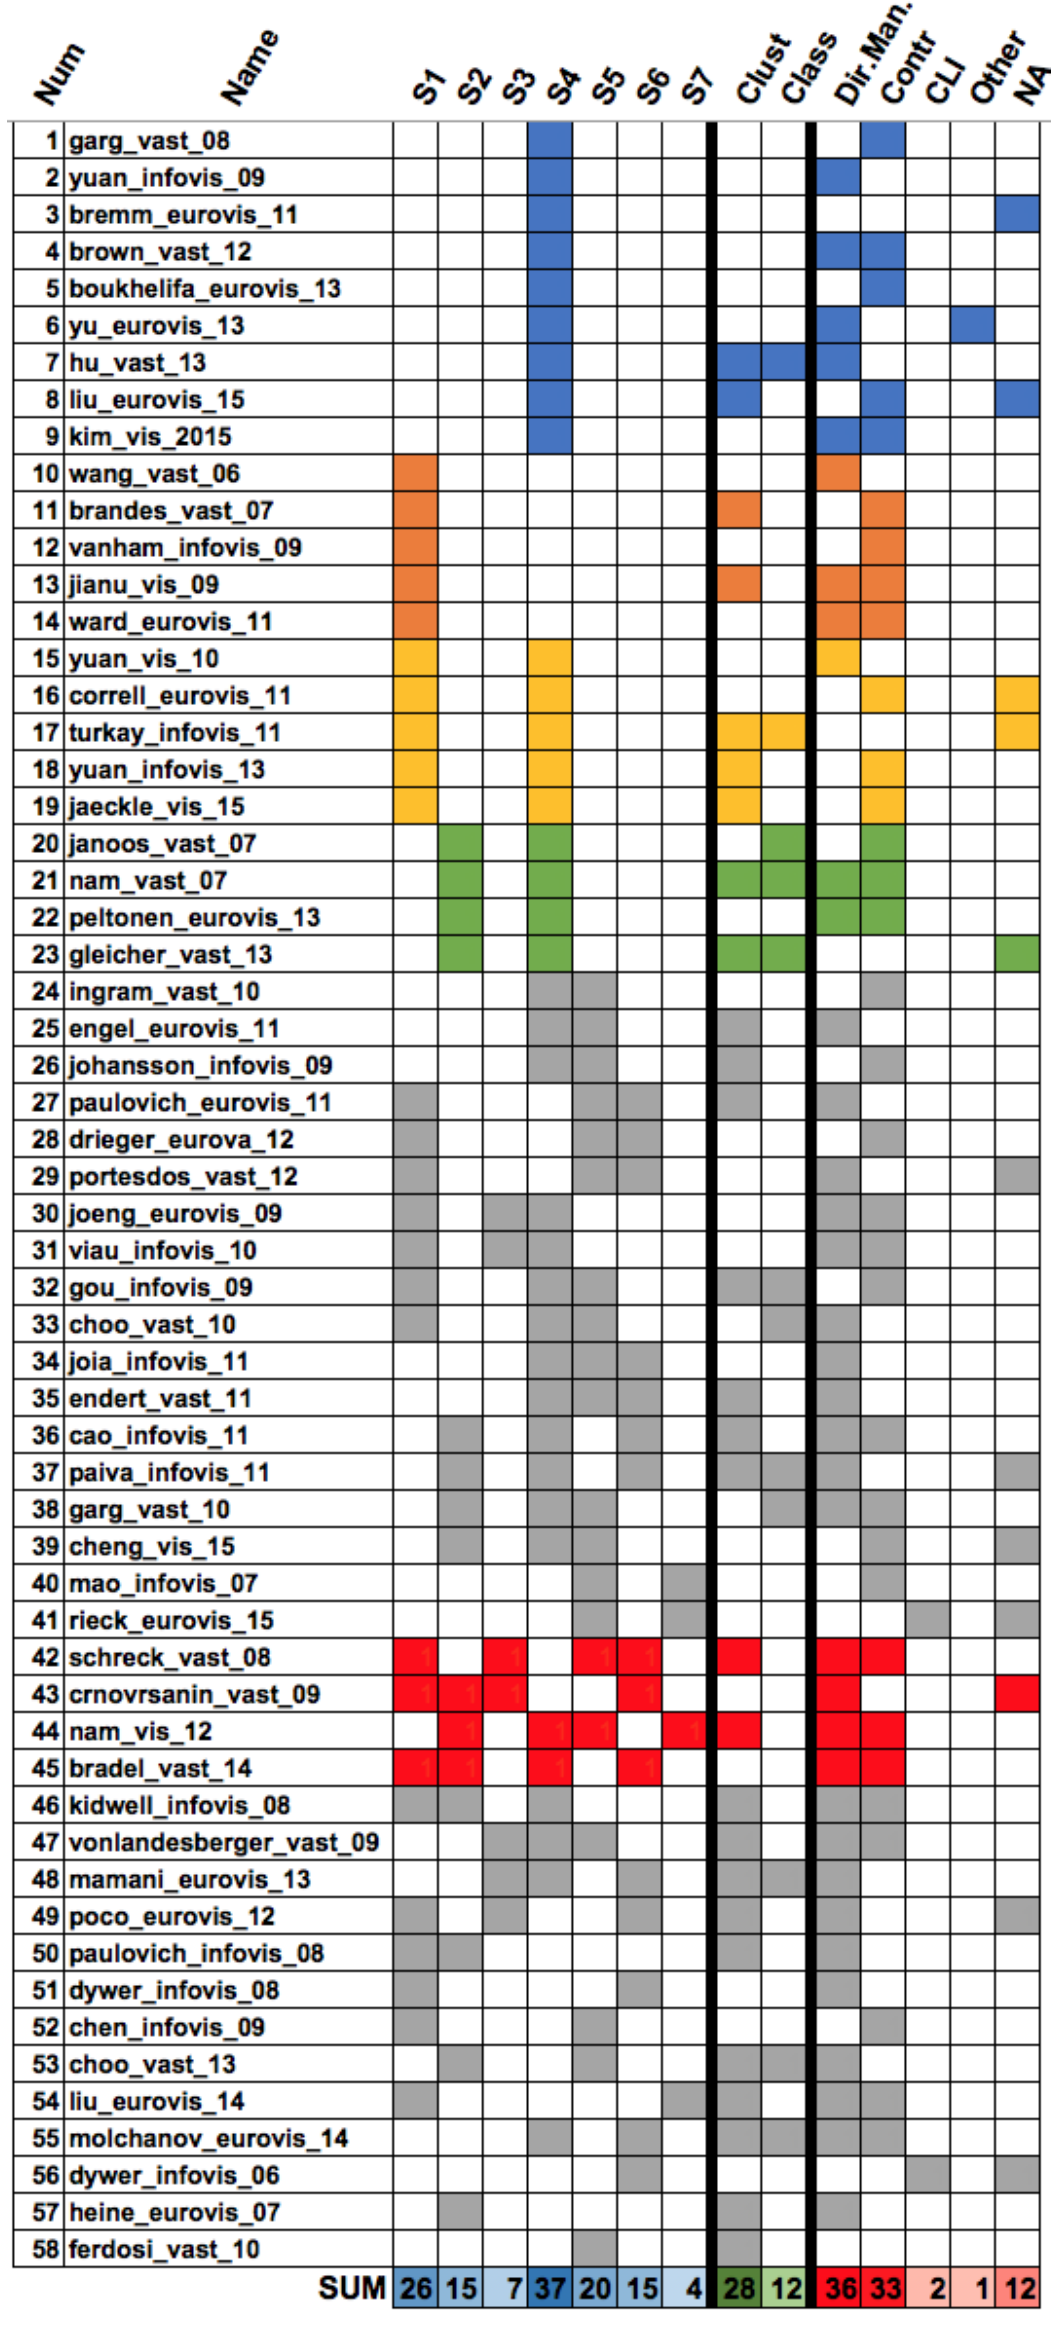 Num Name S1 S2 S3 S4 S5 S6 S7 Clust Class Dir.Man. Contr CLI Other NA
1 garg_vast_08
2 yuan_infovis_09
3 bremm_eurovis_11
4 brown_vast_12
5 boukhelifa_eurovis_13
6 yu_eurovis_13
7 hu_vast_13
8 liu_eurovis_15
9 kim_vis_2015
10 wang_vast_06
11 brandes_vast_07
12 vanham_infovis_09
13 jianu_vis_09
14 ward_eurovis_11
15 yuan_vis_10
16 correll_eurovis_11
17 turkay_infovis_11
18 yuan_infovis_13
19 jaeckle_vis_15
20 janoos_vast_07
21 nam_vast_07
22 peltonen_eurovis_13
23 gleicher_vast_13
24 ingram_vast_10
25 engel_eurovis_11
26 johansson_infovis_09
27 paulovich_eurovis_11
28 drieger_eurova_12
29 portesdos_vast_12
30 joeng_eurovis_09
31 viau_infovis_10
32 gou_infovis_09
33 choo_vast_10
34 joia_infovis_11
35 endert_vast_11
36 cao_infovis_11
37 paiva_infovis_11
38 garg_vast_10
39 cheng_vis_15
40 mao_infovis_07
41 rieck_eurovis_15
42 schreck_vast_08 1 1 1 1
43 crnovrsanin_vast_09 1 1 1 1
44 nam_vis_12 1 1 1 1
45 bradel_vast_14 1 1 1 1
46 kidwell_infovis_08
47 vonlandesberger_vast_09
48 mamani_eurovis_13
49 poco_eurovis_12
50 paulovich_infovis_08
51 dywer_infovis_08
52 chen_infovis_09
53 choo_vast_13
54 liu_eurovis_14
55 molchanov_eurovis_14
56 dywer_infovis_06
57 heine_eurovis_07
58 ferdosi_vast_10
SUM 26 15 7 37 20 15 4 28 12 36 33 2 1 12